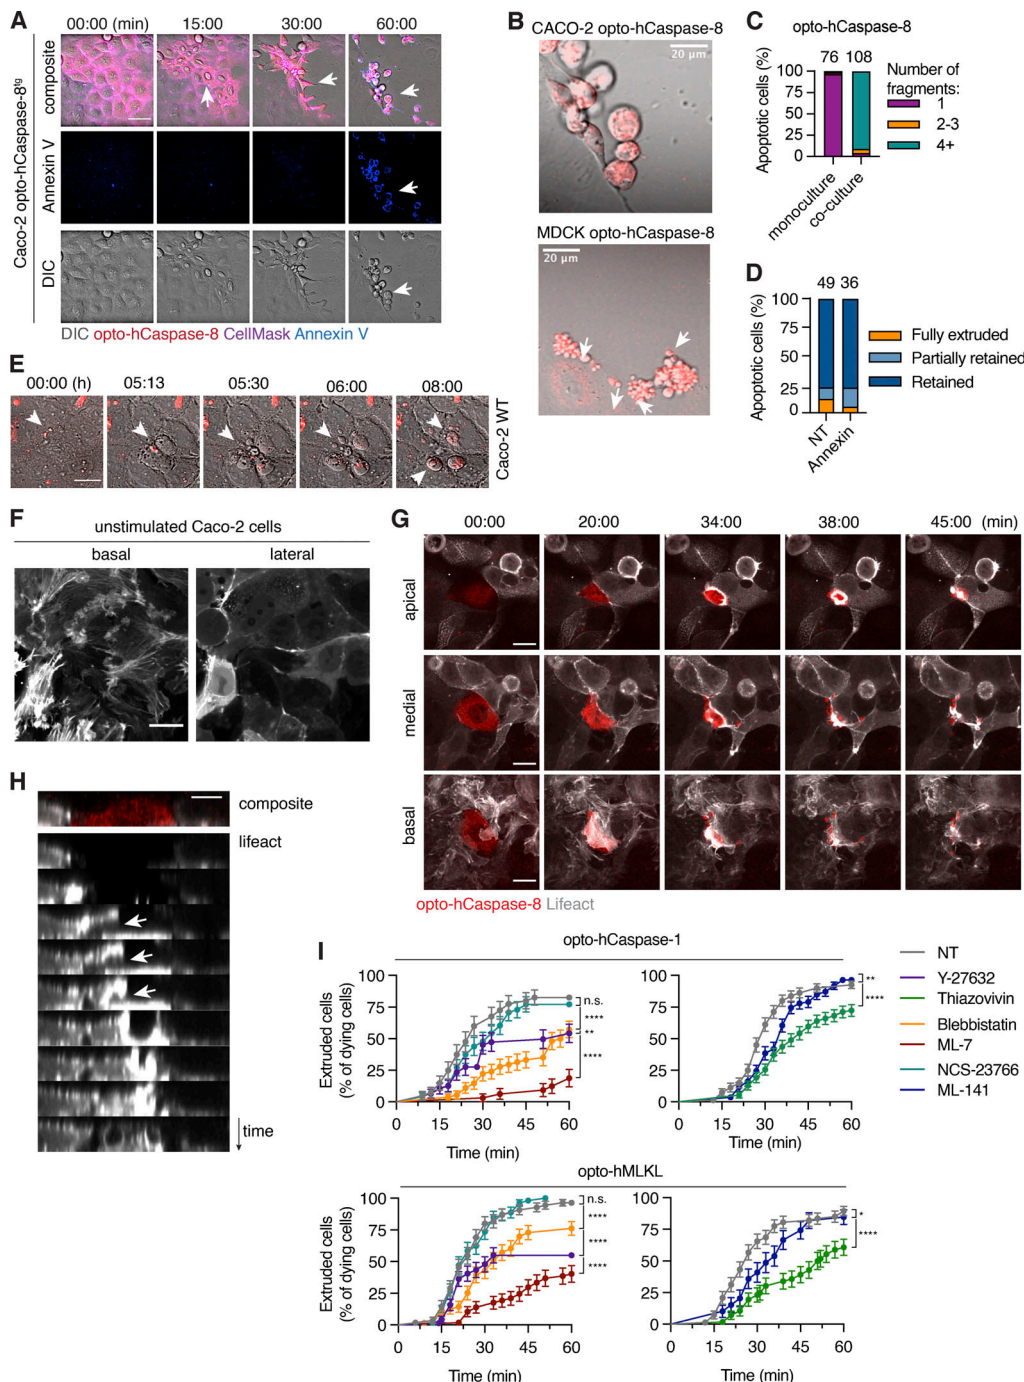 A
00:00 (min)
15:00
30:00
60:00
Caco-2 opto-hCaspase-8tg
composite
Annexin V
DIC
DIC opto-hCaspase-8 CellMask Annexin V
B
CACO-2 opto-hCaspase-8
20 μm
MDCK opto-hCaspase-8
20 μm
C
opto-hCaspase-8
76 108
Apoptotic cells (%)
100
75
50
25
0
monoculture
co-culture
Number of
fragments:
1
2-3
4+
D
49 36
Apoptotic cells (%)
100
75
50
25
0
NT
Annexin
Fully extruded
Partially retained
Retained
E
00:00 (h)
05:13
05:30
06:00
08:00
Caco-2 WT
F
unstimulated Caco-2 cells
basal
lateral
G
00:00
20:00
34:00
38:00
45:00 (min)
apical
medial
basal
opto-hCaspase-8 Lifeact
H
composite
lifeact
time
I
opto-hCaspase-1
Extruded cells
(% of dying cells)
100
75
50
25
0
0 15 30 45 60
Time (min)
n.s.
****
**
****
100
75
50
25
0
0 15 30 45 60
Time (min)
**
****
NT
Y-27632
Thiazovivin
Blebbistatin
ML-7
NCS-23766
ML-141
opto-hMLKL
Extruded cells
(% of dying cells)
100
75
50
25
0
0 15 30 45 60
Time (min)
n.s.
****
****
****
100
75
50
25
0
0 15 30 45 60
Time (min)
*
****